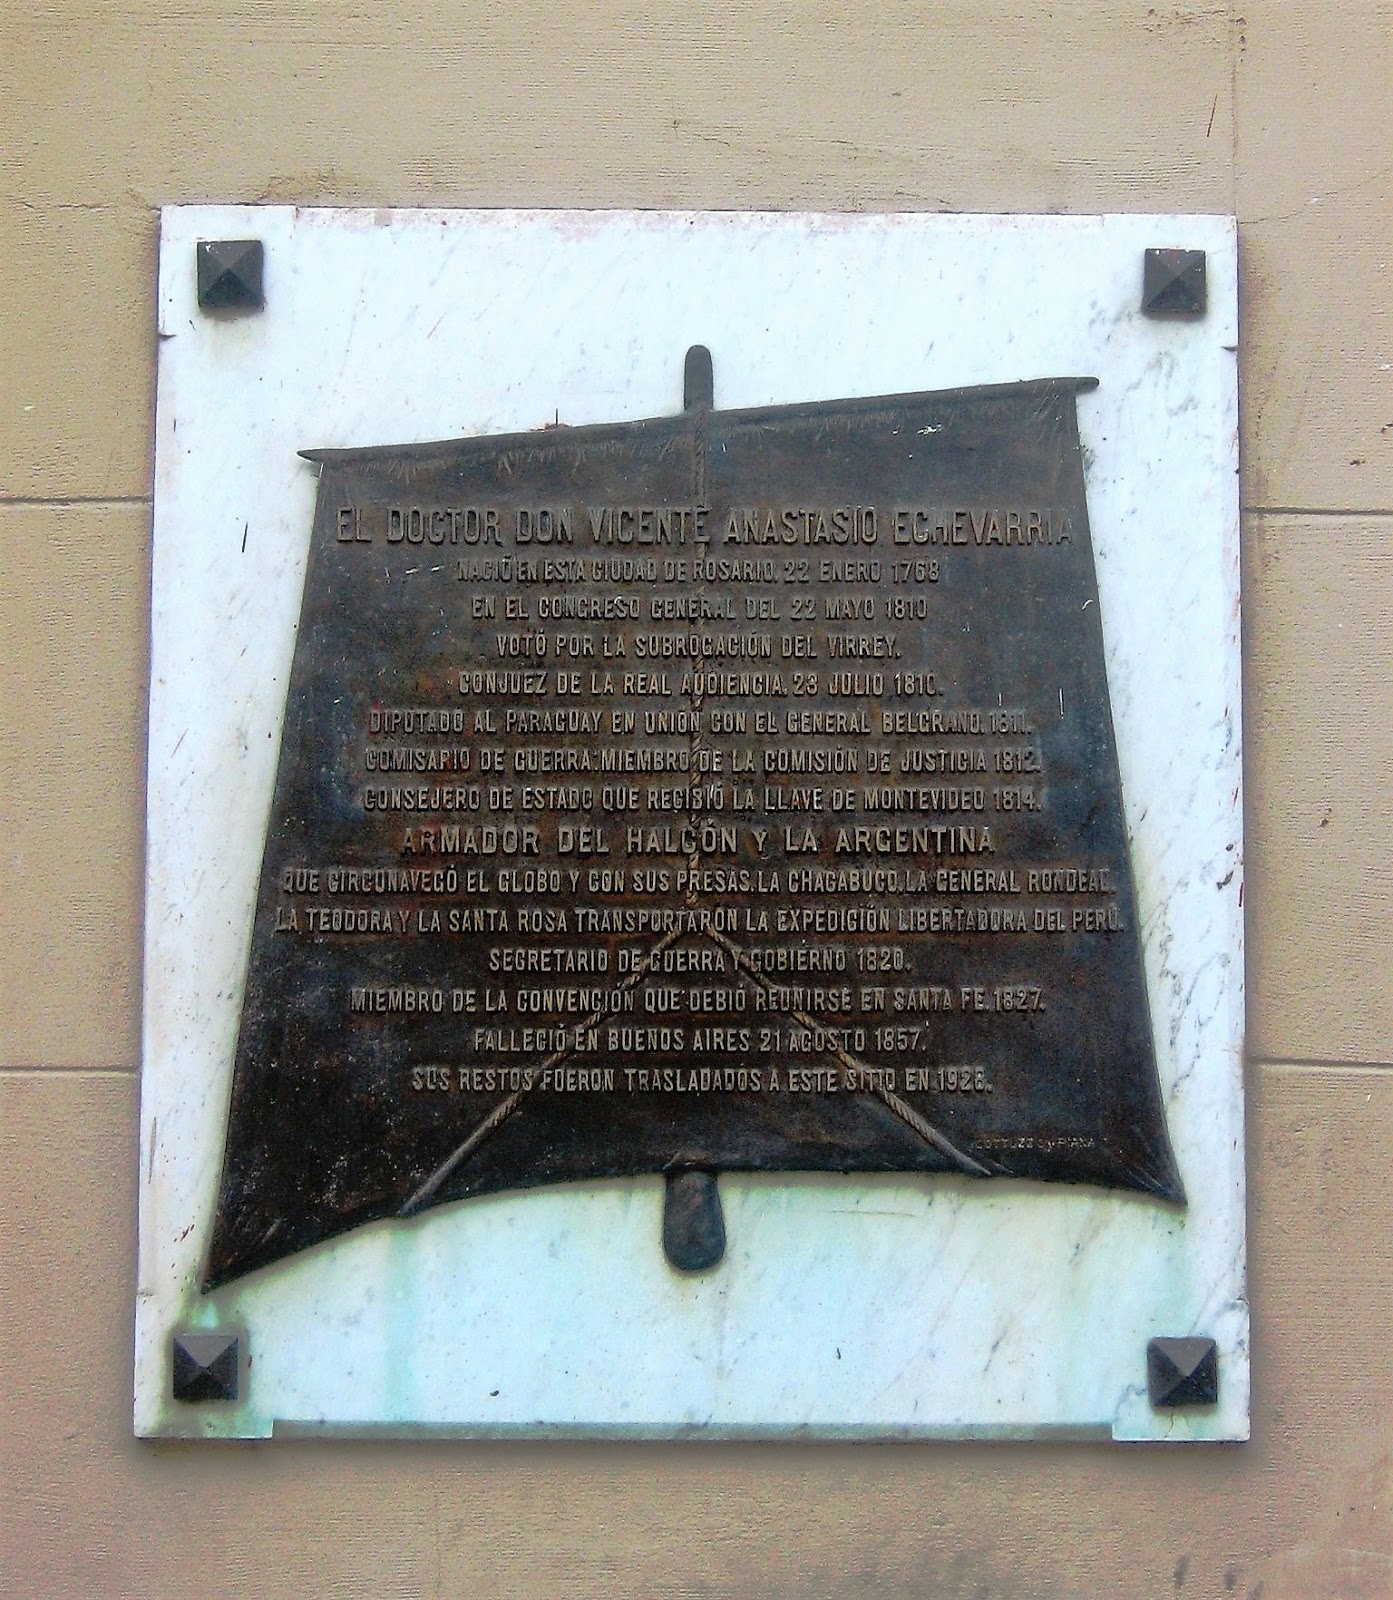 EL DOCTOR DON VICENTE ANASTASIO ECHEVARRIA
NACIÓ EN ESTA CIUDAD DE ROSARIO. 22 ENERO 1768
EN EL CONGRESO GENERAL DEL 22 MAYO 1810
VOTÓ POR LA SUBROGACIÓN DEL VIRREY.
CONJUEZ DE LA REAL AUDIENCIA. 23 JULIO 1810.
DIPUTADO AL PARAGUAY EN UNIÓN CON EL GENERAL BELGRANO. 1811.
COMISARIO DE GUERRA: MIEMBRO DE LA COMISIÓN DE JUSTICIA 1812.
CONSEJERO DE ESTADO QUE RECIBIÓ LA LLAVE DE MONTEVIDEO 1814.
ARMADOR DEL HALCÓN Y LA ARGENTINA
QUE CIRCUNAVEGÓ EL GLOBO Y CON SUS PRESAS. LA CHACABUCO. LA GENERAL RONDEAU.
LA TEODORA Y LA SANTA ROSA TRANSPORTARON LA EXPEDICIÓN LIBERTADORA DEL PERÚ.
SECRETARIO DE GUERRA Y GOBIERNO 1820.
MIEMBRO DE LA CONVENCIÓN QUE DEBIÓ REUNIRSE EN SANTA FE. 1827.
FALLECIÓ EN BUENOS AIRES 21 AGOSTO 1857.
SUS RESTOS FUERON TRASLADADOS A ESTE SITIO EN 1926.